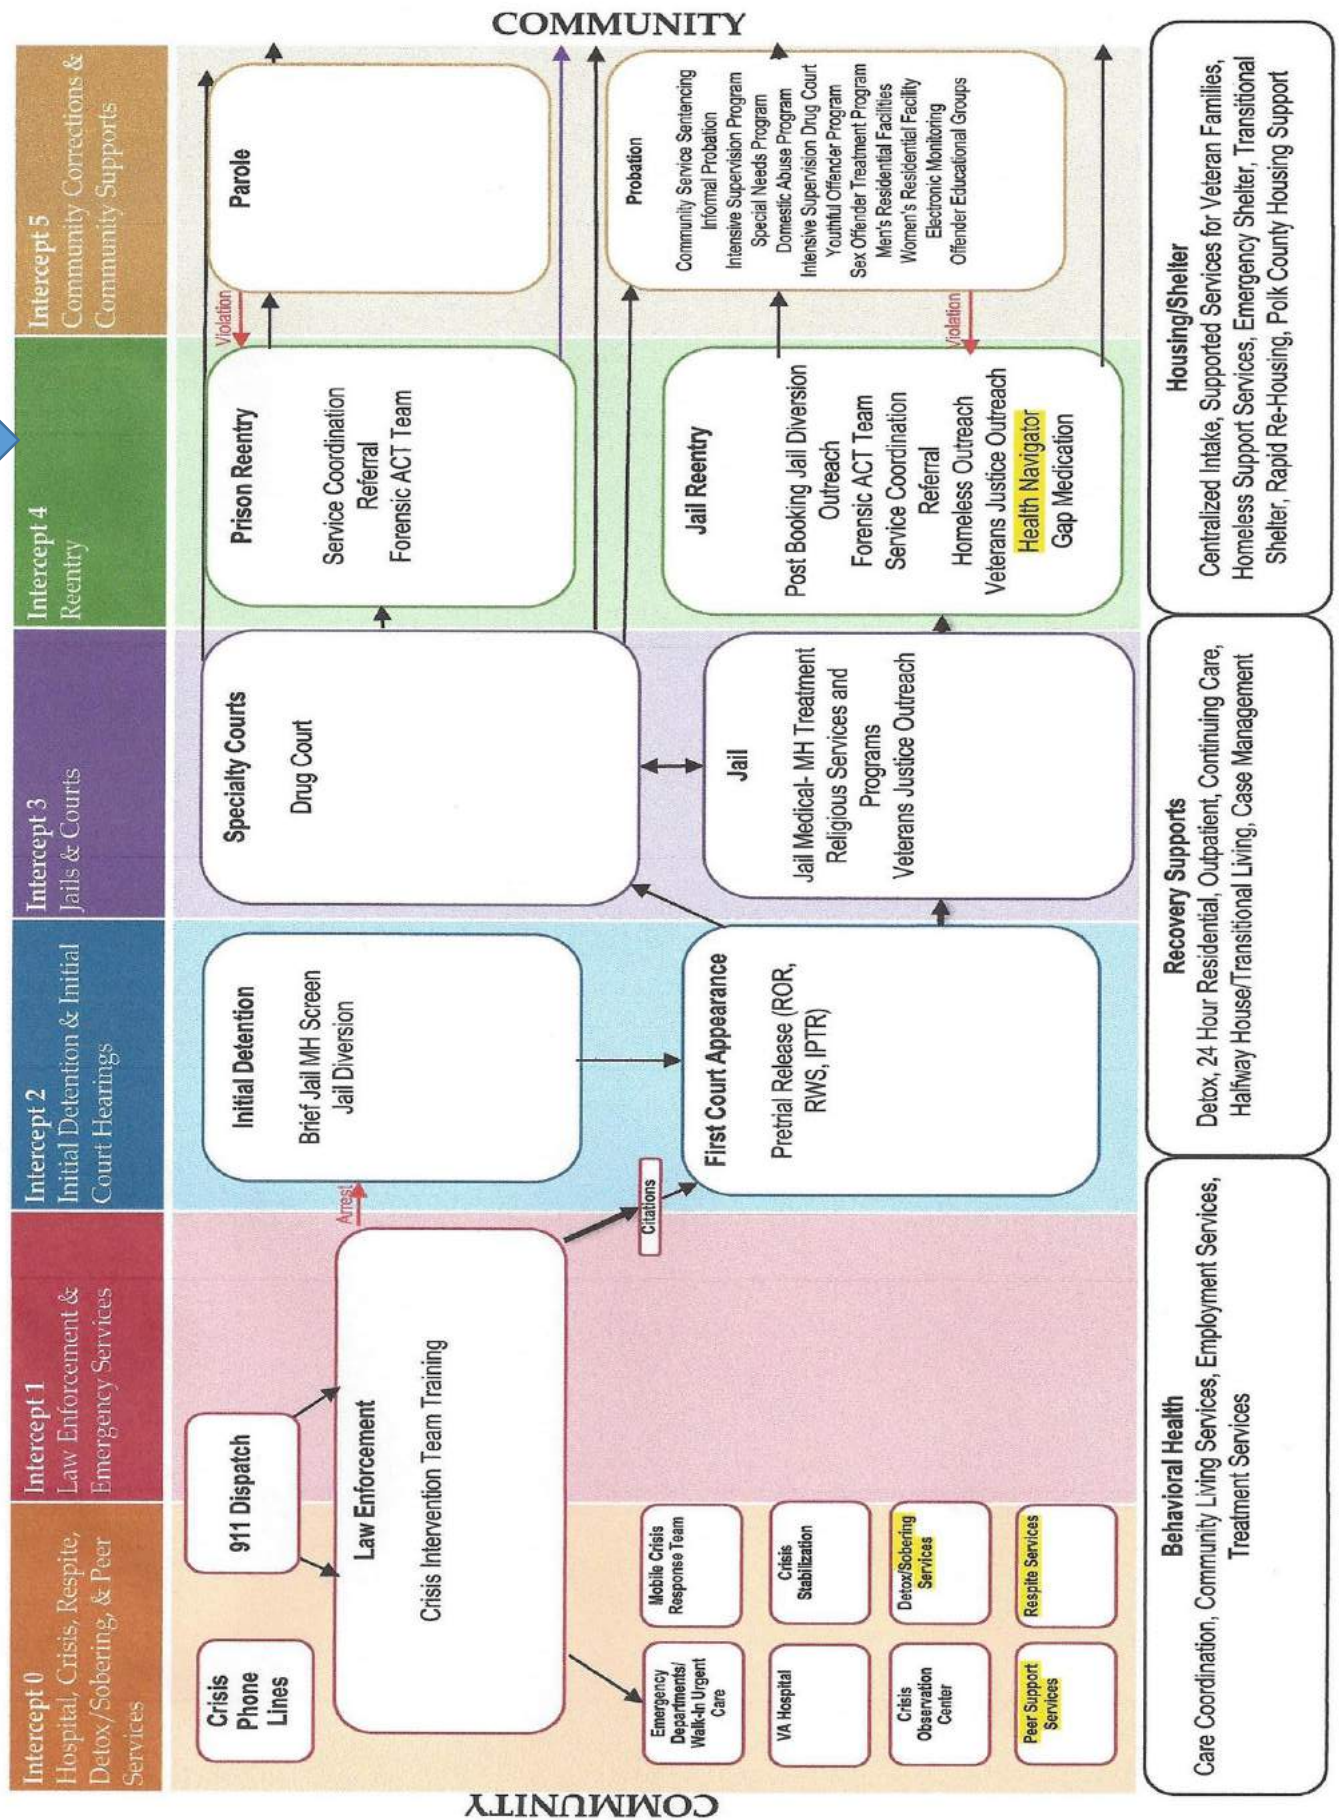 COMMUNITY
Intercept 0
Hospital, Crisis, Respite,
Detox/Sobering, & Peer
Services
Intercept 1
Law Enforcement &
Emergency Services
Intercept 2
Initial Detention & Initial
Court Hearings
Intercept 3
Jails & Courts
Intercept 4
Reentry
Intercept 5
Community Corrections &
Community Supports
Crisis
Phone
Lines
911 Dispatch
Law Enforcement
Crisis Intervention Team Training
Emergency
Departments/
Walk-In Urgent
Care
Mobile Crisis
Response Team
VA Hospital
Crisis
Stabilization
Crisis
Observation
Center
Detox/Sobering
Services
Peer Support
Services
Respite Services
Arrest
Citations
Initial Detention
Brief Jail MH Screen
Jail Diversion
First Court Appearance
Pretrial Release (ROR,
RWS, IPTR)
Specialty Courts
Drug Court
Jail
Jail Medical- MH Treatment
Religious Services and
Programs
Veterans Justice Outreach
Prison Reentry
Service Coordination
Referral
Forensic ACT Team
Jail Reentry
Post Booking Jail Diversion
Outreach
Forensic ACT Team
Service Coordination
Referral
Homeless Outreach
Veterans Justice Outreach
Health Navigator
Gap Medication
Violation
Violation
Parole
Probation
Community Service Sentencing
Informal Probation
Intensive Supervision Program
Special Needs Program
Domestic Abuse Program
Intensive Supervision Drug Court
Youthful Offender Program
Sex Offender Treatment Program
Men's Residential Facilities
Women's Residential Facility
Electronic Monitoring
Offender Educational Groups
COMMUNITY
Behavioral Health
Care Coordination, Community Living Services, Employment Services,
Treatment Services
Recovery Supports
Detox, 24 Hour Residential, Outpatient, Continuing Care,
Halfway House/Transitional Living, Case Management
Housing/Shelter
Centralized Intake, Supported Services for Veteran Families,
Homeless Support Services, Emergency Shelter, Transitional
Shelter, Rapid Re-Housing, Polk County Housing Support